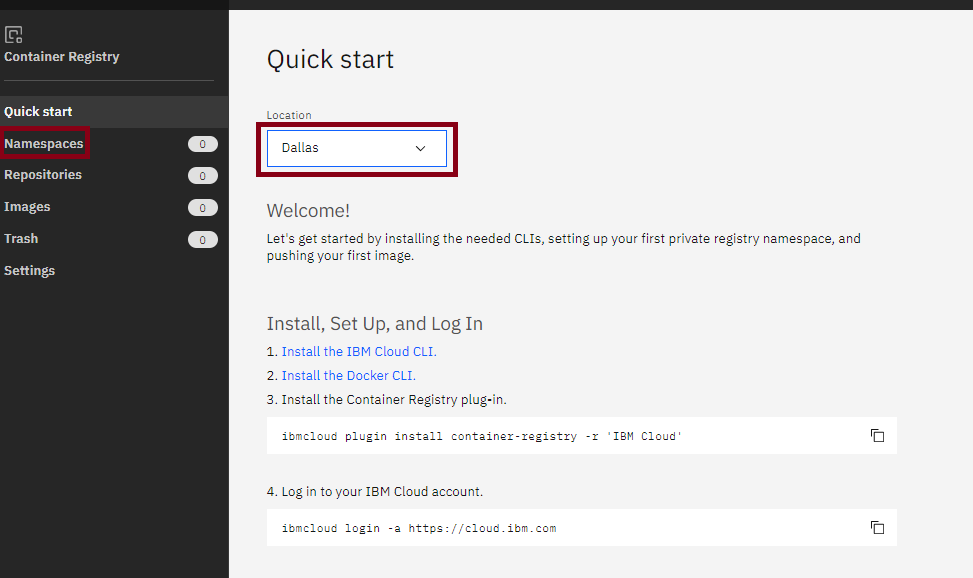 Container Registry
Quick start
Namespaces 0
Repositories 0
Images 0
Trash 0
Settings
Quick start
Location
Dallas
Welcome!
Let's get started by installing the needed CLIs, setting up your first private registry namespace, and
pushing your first image.
Install, Set Up, and Log In
1. Install the IBM Cloud CLI.
2. Install the Docker CLI.
3. Install the Container Registry plug-in.
ibmcloud plugin install container-registry -r 'IBM Cloud'
4. Log in to your IBM Cloud account.
ibmcloud login -a https://cloud.ibm.com